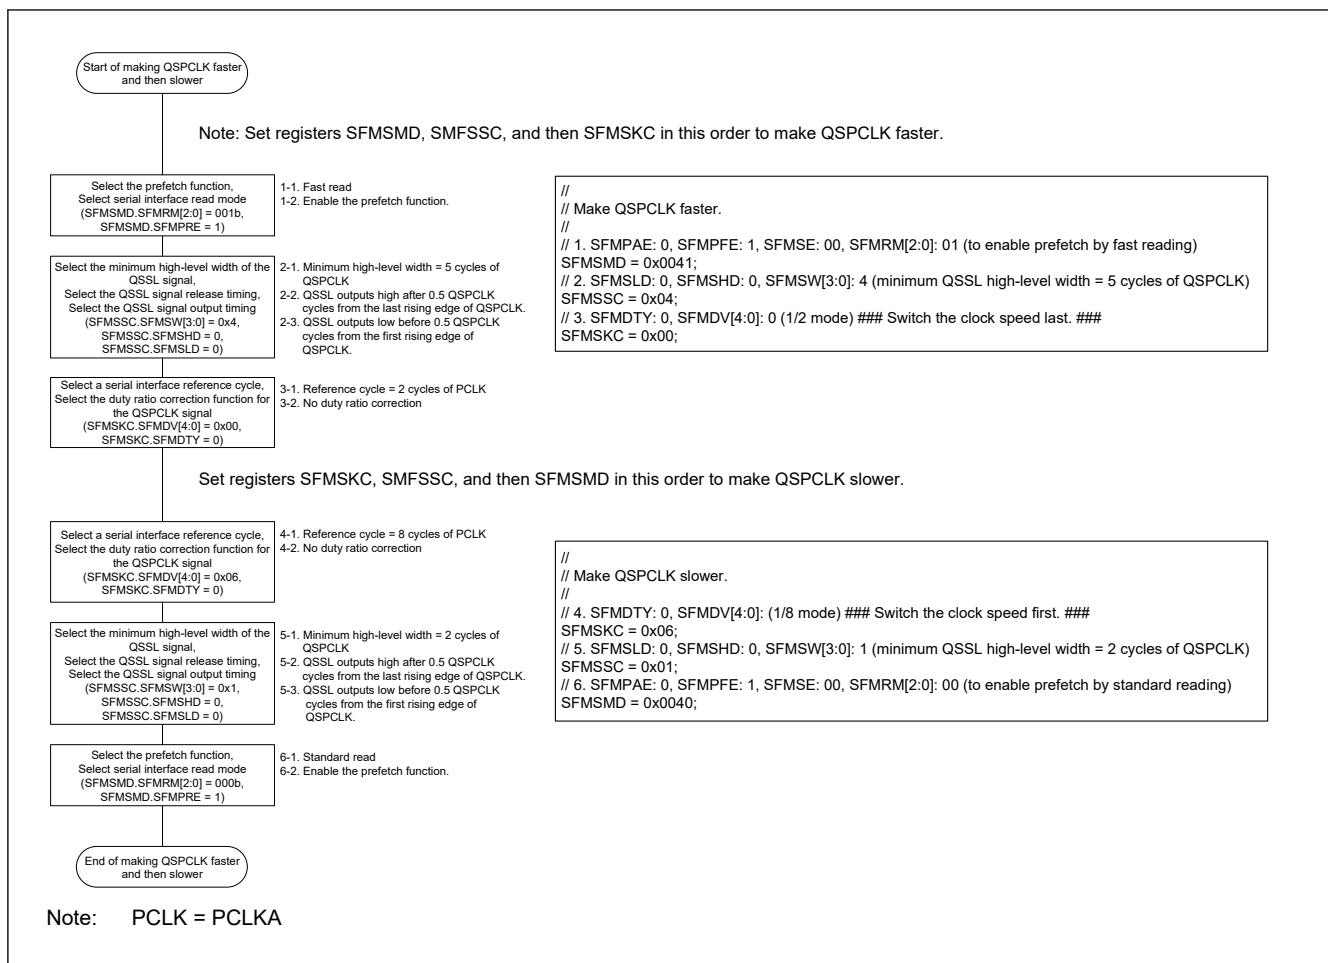 Start of making QSPCLK faster
and then slower
Note: Set registers SFMSMD, SMFSSC, and then SFMSKC in this order to make QSPCLK faster.
Select the prefetch function,
Select serial interface read mode
(SFMSMD.SFMRM[2:0] = 001b,
SFMSMD.SFMPRE = 1)
1-1. Fast read
1-2. Enable the prefetch function.
//
// Make QSPCLK faster.
//
// 1. SFMPAE: 0, SFMPFE: 1, SFMSE: 00, SFMRM[2:0]: 01 (to enable prefetch by fast reading)
SFMSMD = 0x0041;
// 2. SFMSLD: 0, SFMSHD: 0, SFMSW[3:0]: 4 (minimum QSSL high-level width = 5 cycles of QSPCLK)
SFMSSC = 0x04;
// 3. SFMDTY: 0, SFMDV[4:0]: 0 (1/2 mode) ### Switch the clock speed last. ###
SFMSKC = 0x00;
Select the minimum high-level width of the
QSSL signal,
Select the QSSL signal release timing,
Select the QSSL signal output timing
(SFMSSC.SFMSW[3:0] = 0x4,
SFMSSC.SFMSHD = 0,
SFMSSC.SFMSLD = 0)
2-1. Minimum high-level width = 5 cycles of
QSPCLK
2-2. QSSL outputs high after 0.5 QSPCLK
cycles from the last rising edge of QSPCLK.
2-3. QSSL outputs low before 0.5 QSPCLK
cycles from the first rising edge of
QSPCLK.
Select a serial interface reference cycle,
Select the duty ratio correction function for
the QSPCLK signal
(SFMSKC.SFMDV[4:0] = 0x00,
SFMSKC.SFMDTY = 0)
3-1. Reference cycle = 2 cycles of PCLK
3-2. No duty ratio correction
Set registers SFMSKC, SMFSSC, and then SFMSMD in this order to make QSPCLK slower.
Select a serial interface reference cycle,
Select the duty ratio correction function for
the QSPCLK signal
(SFMSKC.SFMDV[4:0] = 0x06,
SFMSKC.SFMDTY = 0)
4-1. Reference cycle = 8 cycles of PCLK
4-2. No duty ratio correction
//
// Make QSPCLK slower.
//
// 4. SFMDTY: 0, SFMDV[4:0]: (1/8 mode) ### Switch the clock speed first. ###
SFMSKC = 0x06;
// 5. SFMSLD: 0, SFMSHD: 0, SFMSW[3:0]: 1 (minimum QSSL high-level width = 2 cycles of QSPCLK)
SFMSSC = 0x01;
// 6. SFMPAE: 0, SFMPFE: 1, SFMSE: 00, SFMRM[2:0]: 00 (to enable prefetch by standard reading)
SFMSMD = 0x0040;
Select the minimum high-level width of the
QSSL signal,
Select the QSSL signal release timing,
Select the QSSL signal output timing
(SFMSSC.SFMSW[3:0] = 0x1,
SFMSSC.SFMSHD = 0,
SFMSSC.SFMSLD = 0)
5-1. Minimum high-level width = 2 cycles of
QSPCLK
5-2. QSSL outputs high after 0.5 QSPCLK
cycles from the last rising edge of QSPCLK.
5-3. QSSL outputs low before 0.5 QSPCLK
cycles from the first rising edge of
QSPCLK.
Select the prefetch function,
Select serial interface read mode
(SFMSMD.SFMRM[2:0] = 000b,
SFMSMD.SFMPRE = 1)
6-1. Standard read
6-2. Enable the prefetch function.
End of making QSPCLK faster
and then slower
Note: PCLK = PCLKA